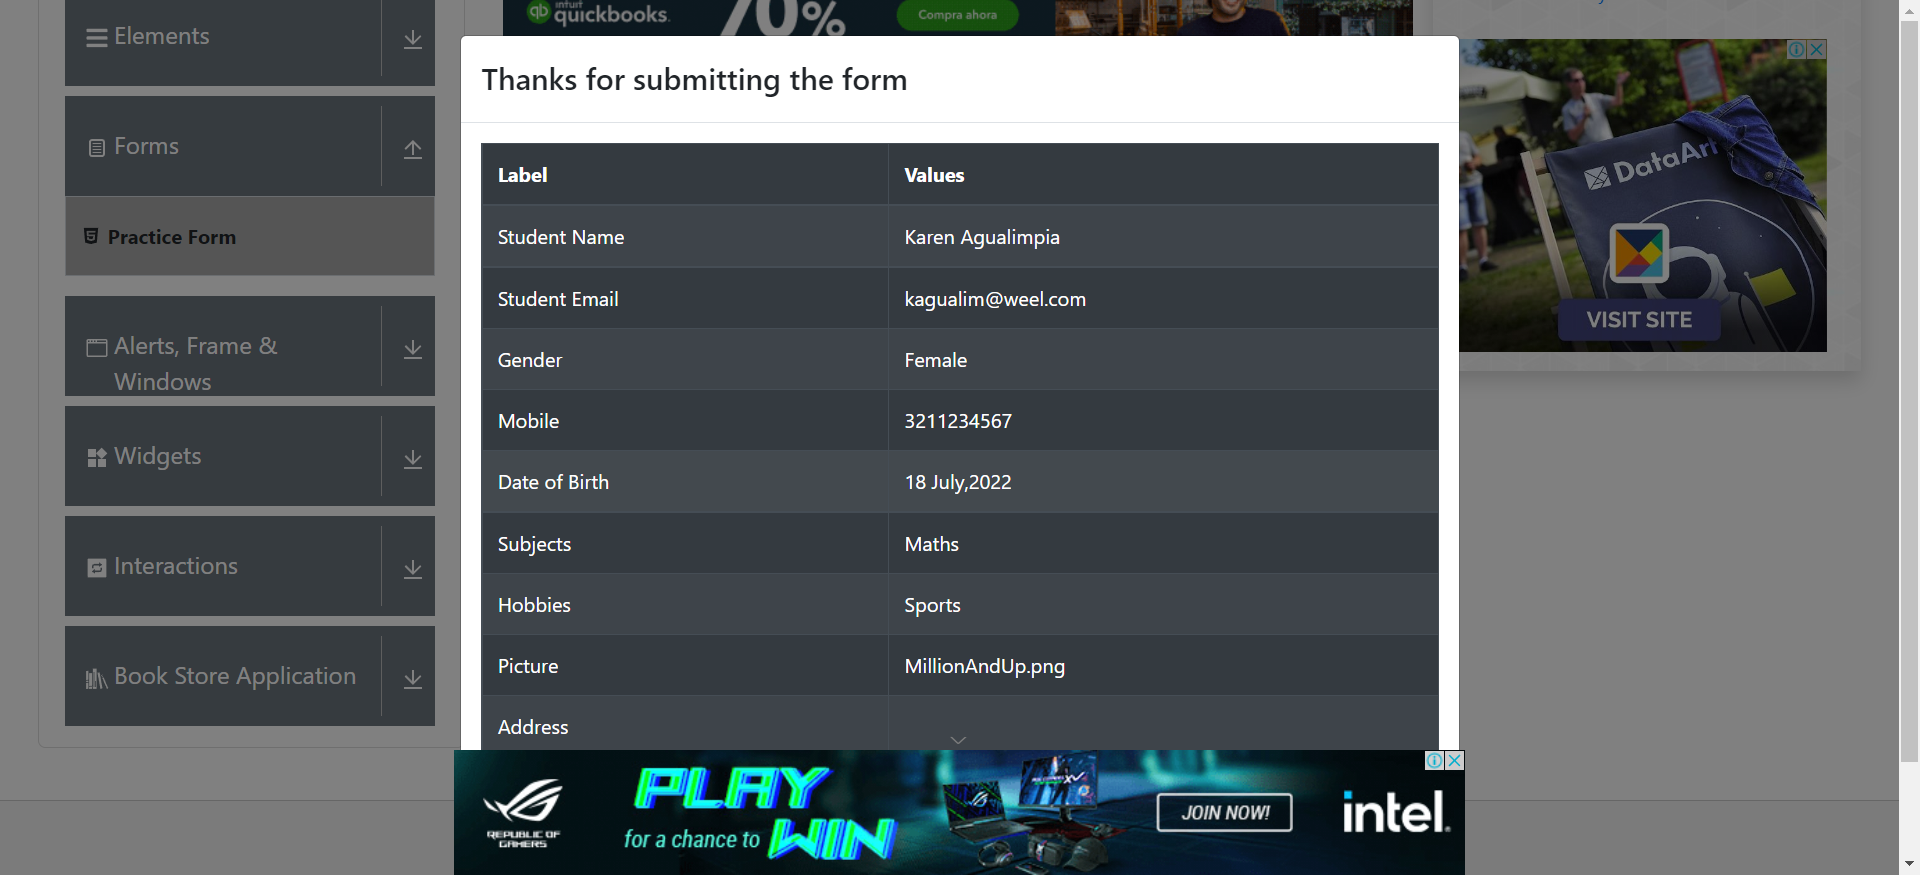 Elements
Forms
Practice Form
Alerts, Frame &
Windows
Widgets
Interactions
Book Store Application
intuit
qb quickbooks.
70%
Compra ahora
Thanks for submitting the form
Label Values
Student Name Karen Agualimpia
Student Email kagualim@weel.com
Gender Female
Mobile 3211234567
Date of Birth 18 July,2022
Subjects Maths
Hobbies Sports
Picture MillionAndUp.png
Address
DataArt
VISIT SITE
REPUBLIC OF
GAMERS
PLAY
for a chance to WIN
JOIN NOW!
intel.